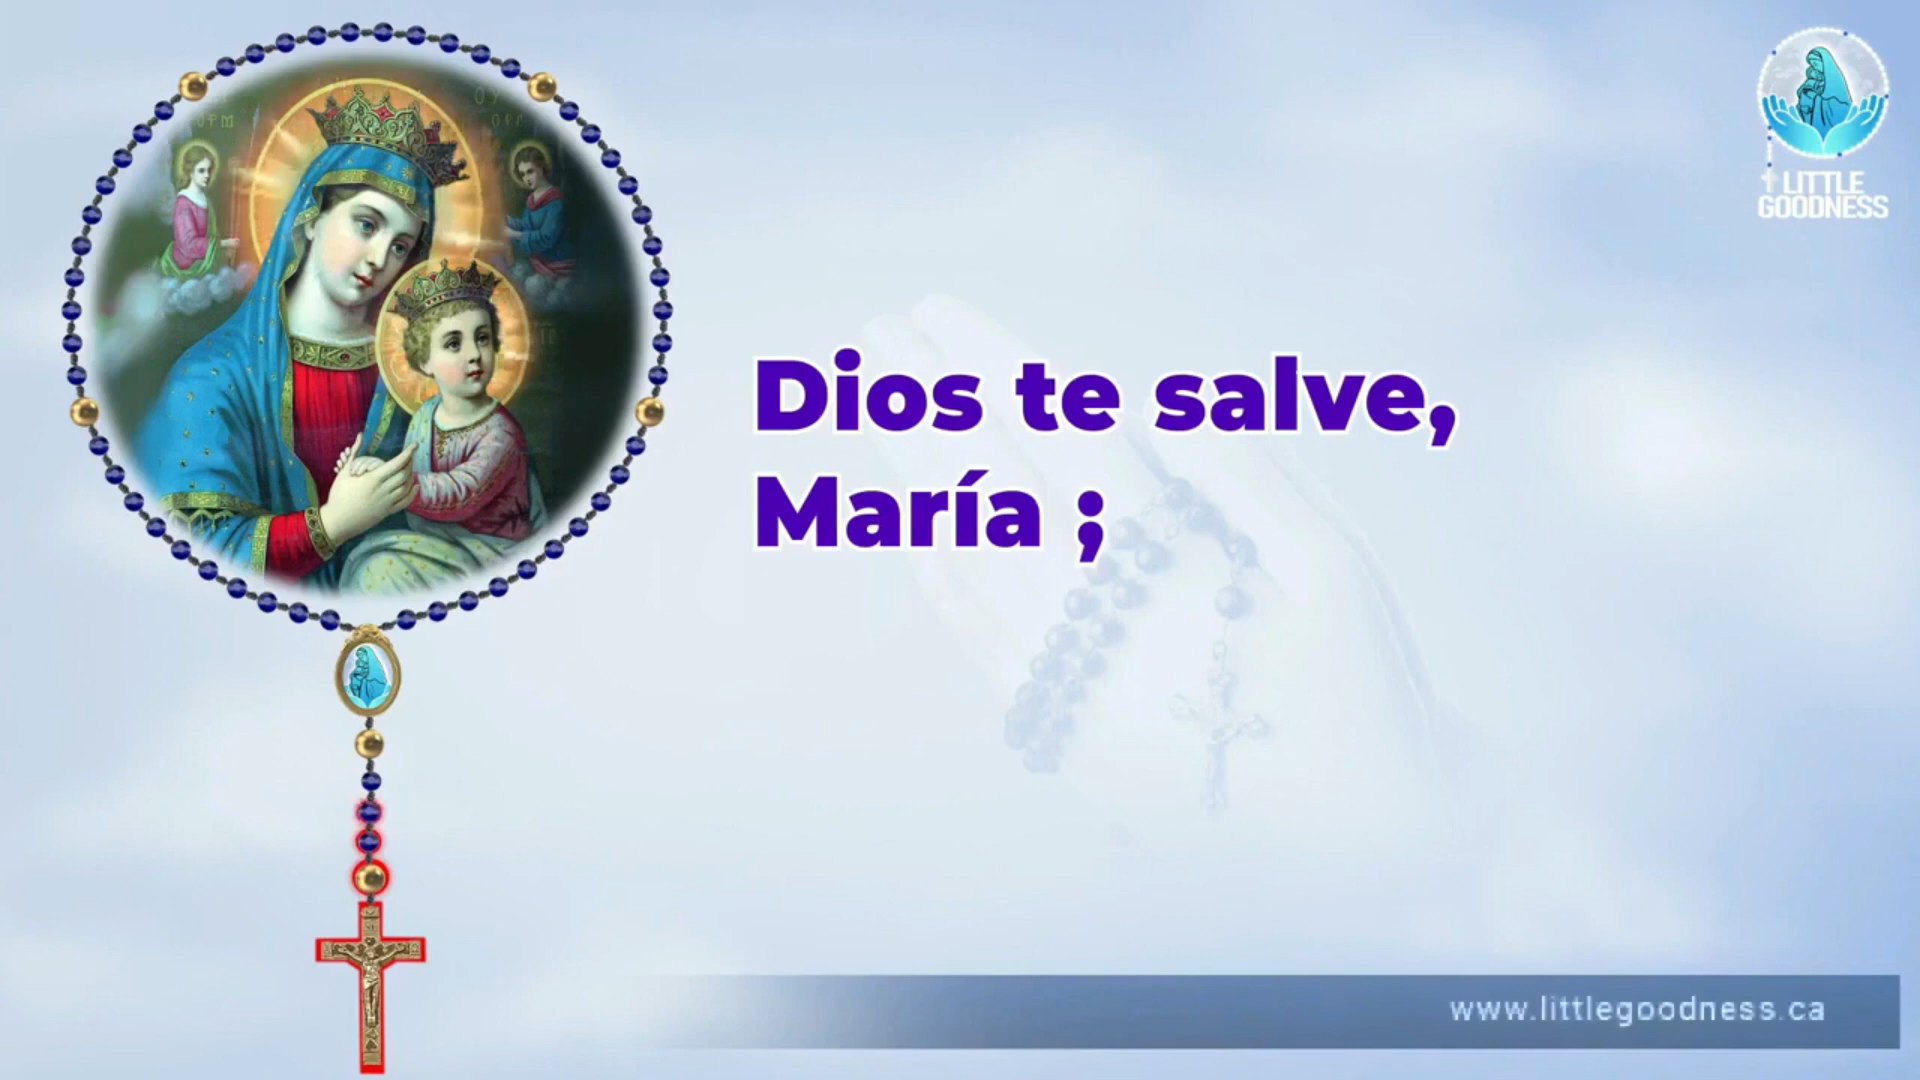 LITTLE
GOODNESS
Dios te salve,
María ;
www.littlegoodness.ca